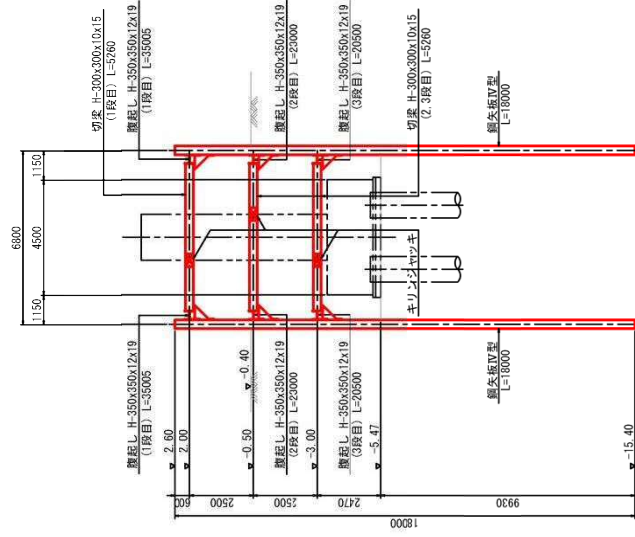 6800
1150
4500
1150
切梁 H-300x300x10x15
(1段目) L=5260
腹起し H-350x350x12x19
(1段目) L=35005
腹起し H-350x350x12x19
(2段目) L=23000
腹起し H-350x350x12x19
(3段目) L=20500
切梁 H-300x300x10x15
(2,3段目) L=5260
鋼矢板Ⅳ型
L=18000
キリンジャッキ
腹起し H-350x350x12x19
(1段目) L=35005
2.60
2.00
-0.40
-0.50
腹起し H-350x350x12x19
(2段目) L=23000
-3.00
腹起し H-350x350x12x19
(3段目) L=20500
-5.47
鋼矢板Ⅳ型
L=18000
-15.40
600
2500
2500
2470
9930
18000